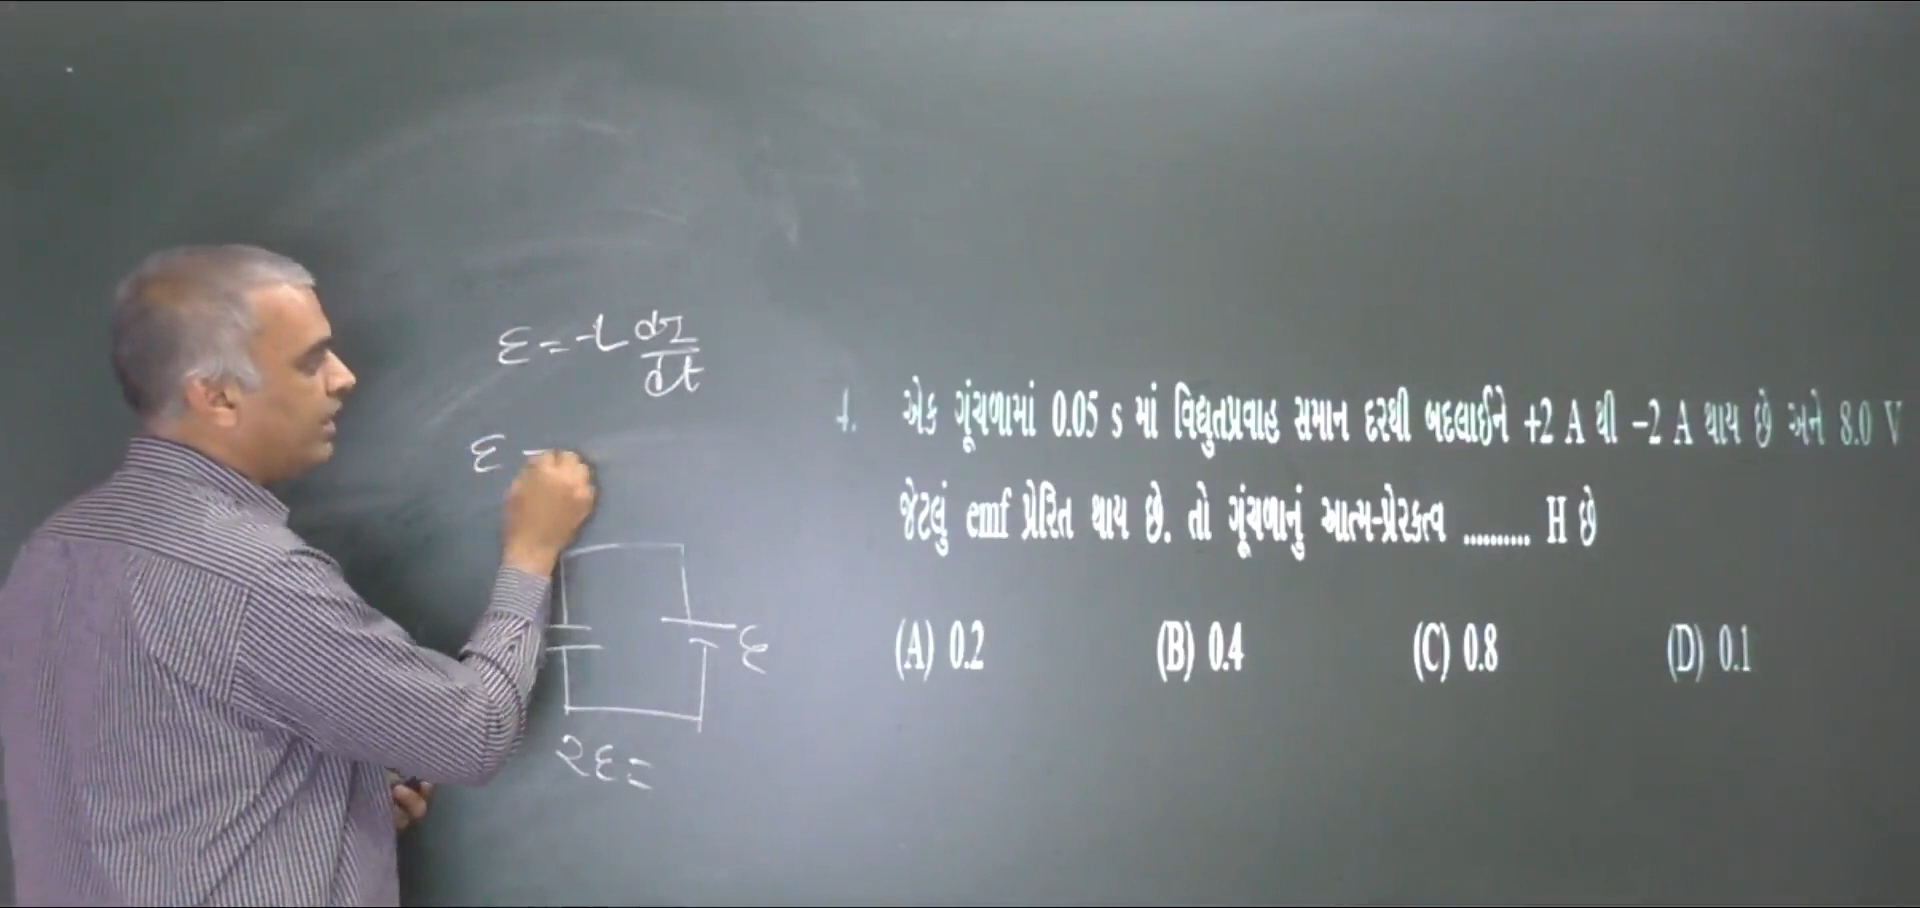 ε = -L dI/dt
ε =
ε
2ε =
4. એક ગૂંચળામાં 0.05 s માં વિદ્યુતપ્રવાહ સમાન દરથી બદલાઈને +2 A થી –2 A થાય છે અને 8.0 V
જેટલું emf પ્રેરિત થાય છે. તો ગૂંચળાનું આત્મ-પ્રેરકત્વ .......... H છે
(A) 0.2 (B) 0.4 (C) 0.8 (D) 0.1